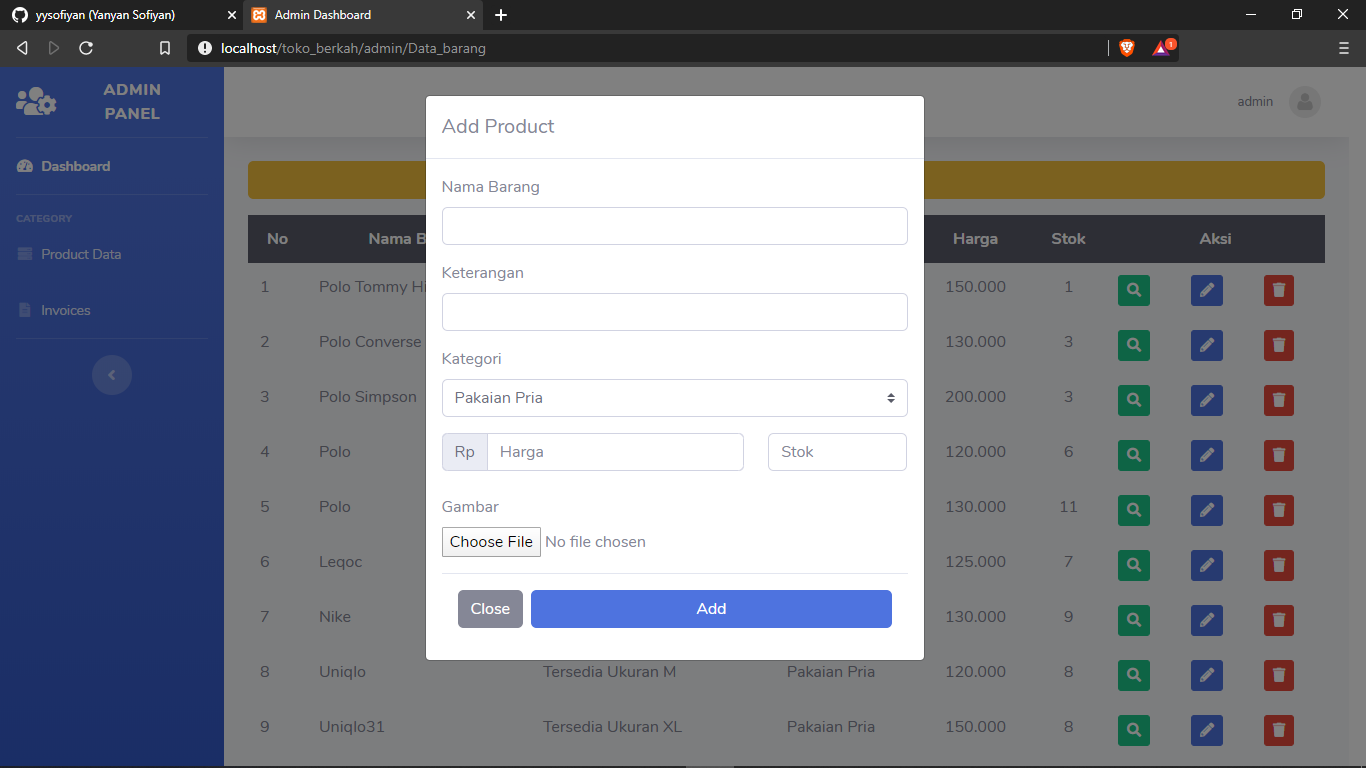 yysofiyan (Yanyan Sofiyan)
Admin Dashboard
localhost/toko_berkah/admin/Data_barang
1
ADMIN
PANEL
admin
Dashboard
CATEGORY
Product Data
Invoices
Add Product
Nama Barang
Keterangan
Kategori
Pakaian Pria
Rp Harga Stok
Gambar
Choose File No file chosen
Close Add
No Nama B Harga Stok Aksi
1 Polo Tommy Hi 150.000 1
2 Polo Converse 130.000 3
3 Polo Simpson 200.000 3
4 Polo 120.000 6
5 Polo 130.000 11
6 Leqoc 125.000 7
7 Nike 130.000 9
8 Uniqlo Tersedia Ukuran M Pakaian Pria 120.000 8
9 Uniqlo31 Tersedia Ukuran XL Pakaian Pria 150.000 8